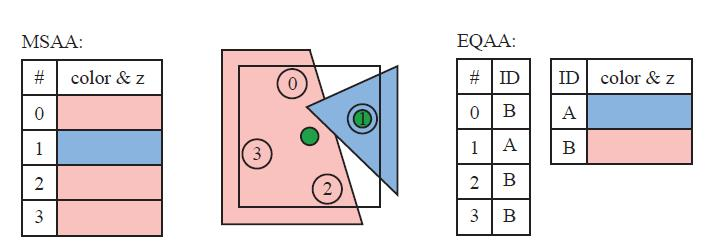 MSAA:
# color & z
0
1
2
3
0
1
3
2
EQAA:
# ID
0 B
1 A
2 B
3 B
ID color & z
A
B